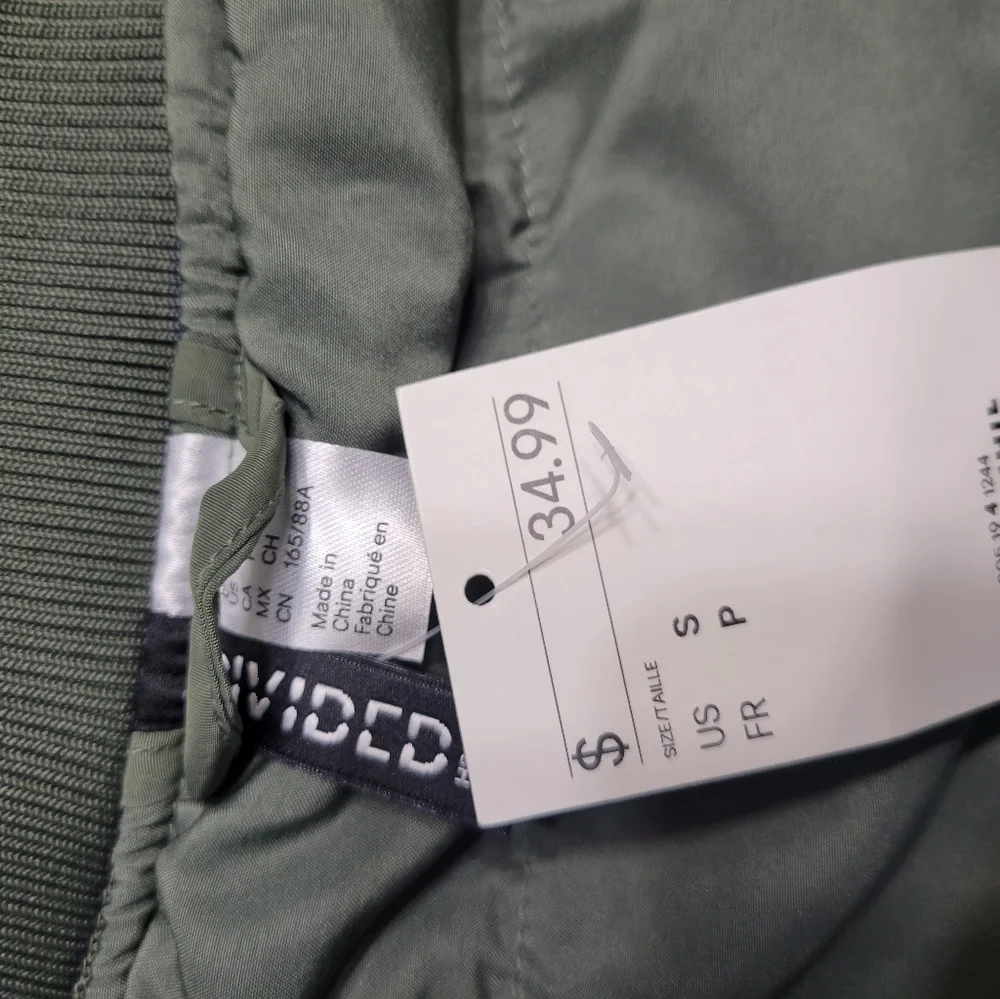 $ 34.99
SIZE/TAILLE
US S
FR P
US
CA
MX CH
CN 165/88A
Made in
China
Fabriqué en
Chine
DIVIDED